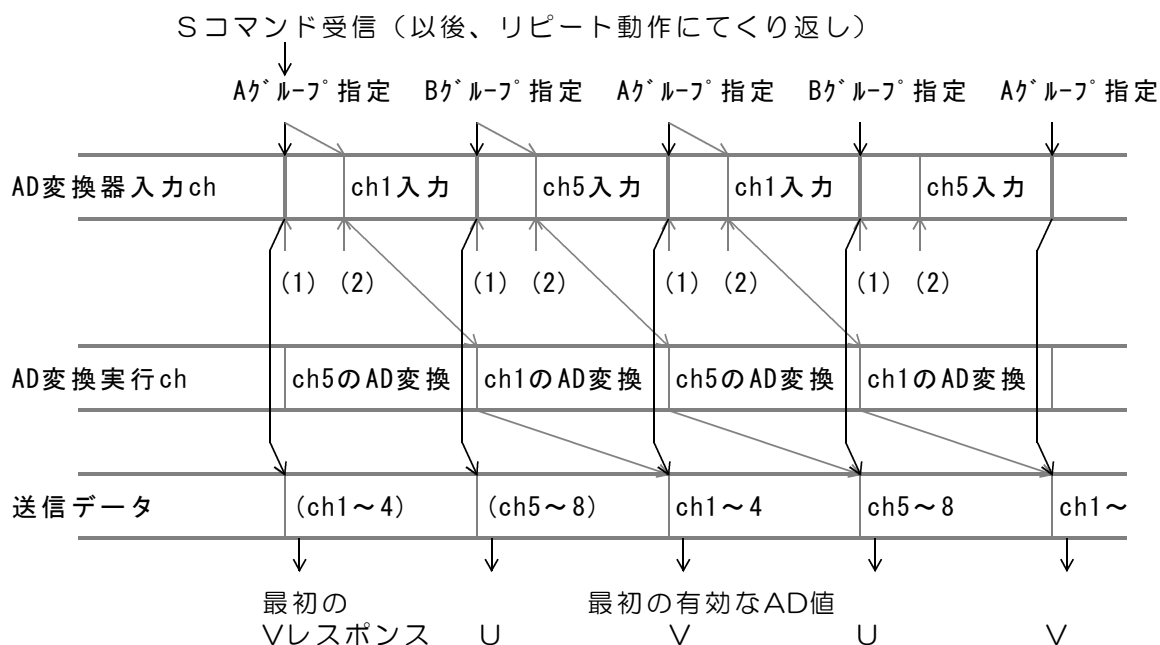 Sコマンド受信（以後、リピート動作にてくり返し）
Aｸﾞﾙｰﾌﾟ指定 Bｸﾞﾙｰﾌﾟ指定 Aｸﾞﾙｰﾌﾟ指定 Bｸﾞﾙｰﾌﾟ指定 Aｸﾞﾙｰﾌﾟ指定
AD変換器入力ch ch1入力 ch5入力 ch1入力 ch5入力
(1) (2) (1) (2) (1) (2) (1) (2)
AD変換実行ch ch5のAD変換 ch1のAD変換 ch5のAD変換 ch1のAD変換
送信データ (ch1～4) (ch5～8) ch1～4 ch5～8 ch1～
最初の 最初の有効なAD値
Vレスポンス U V U V